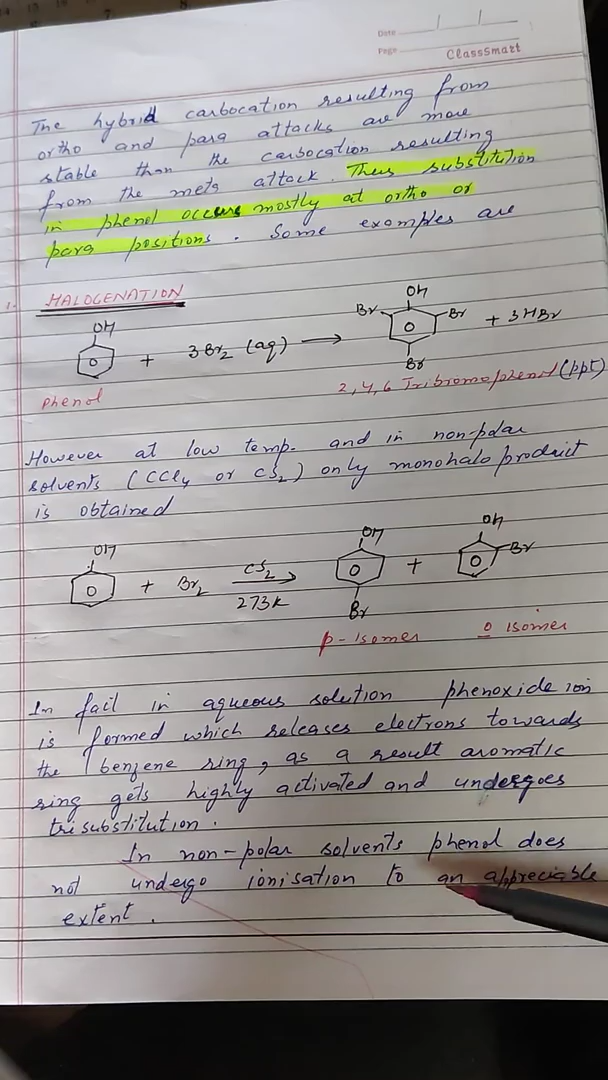 Date
Page
ClassSmart
The hybrid carbocation resulting from
ortho and para attacks are more
stable than the carbocation resulting
from the meta attack. Thus substitution
in phenol occurs mostly at ortho or
para positions. Some examples are
1. HALOGENATION
OH + 3Br2 (aq) → OH Br Br Br + 3HBr
Phenol
2,4,6 Tribromophenol (ppt)
However at low temp. and in non-polar
solvents (CCl4 or CS2) only monohalo product
is obtained
OH + Br2 CS2 273K → OH Br + OH Br
p-isomer o isomer
In fact in aqueous solution phenoxide ion
is formed which releases electrons towards
the benzene ring, as a result aromatic
ring gets highly activated and undergoes
trisubstitution.
In non-polar solvents phenol does
not undergo ionisation to an appreciable
extent.